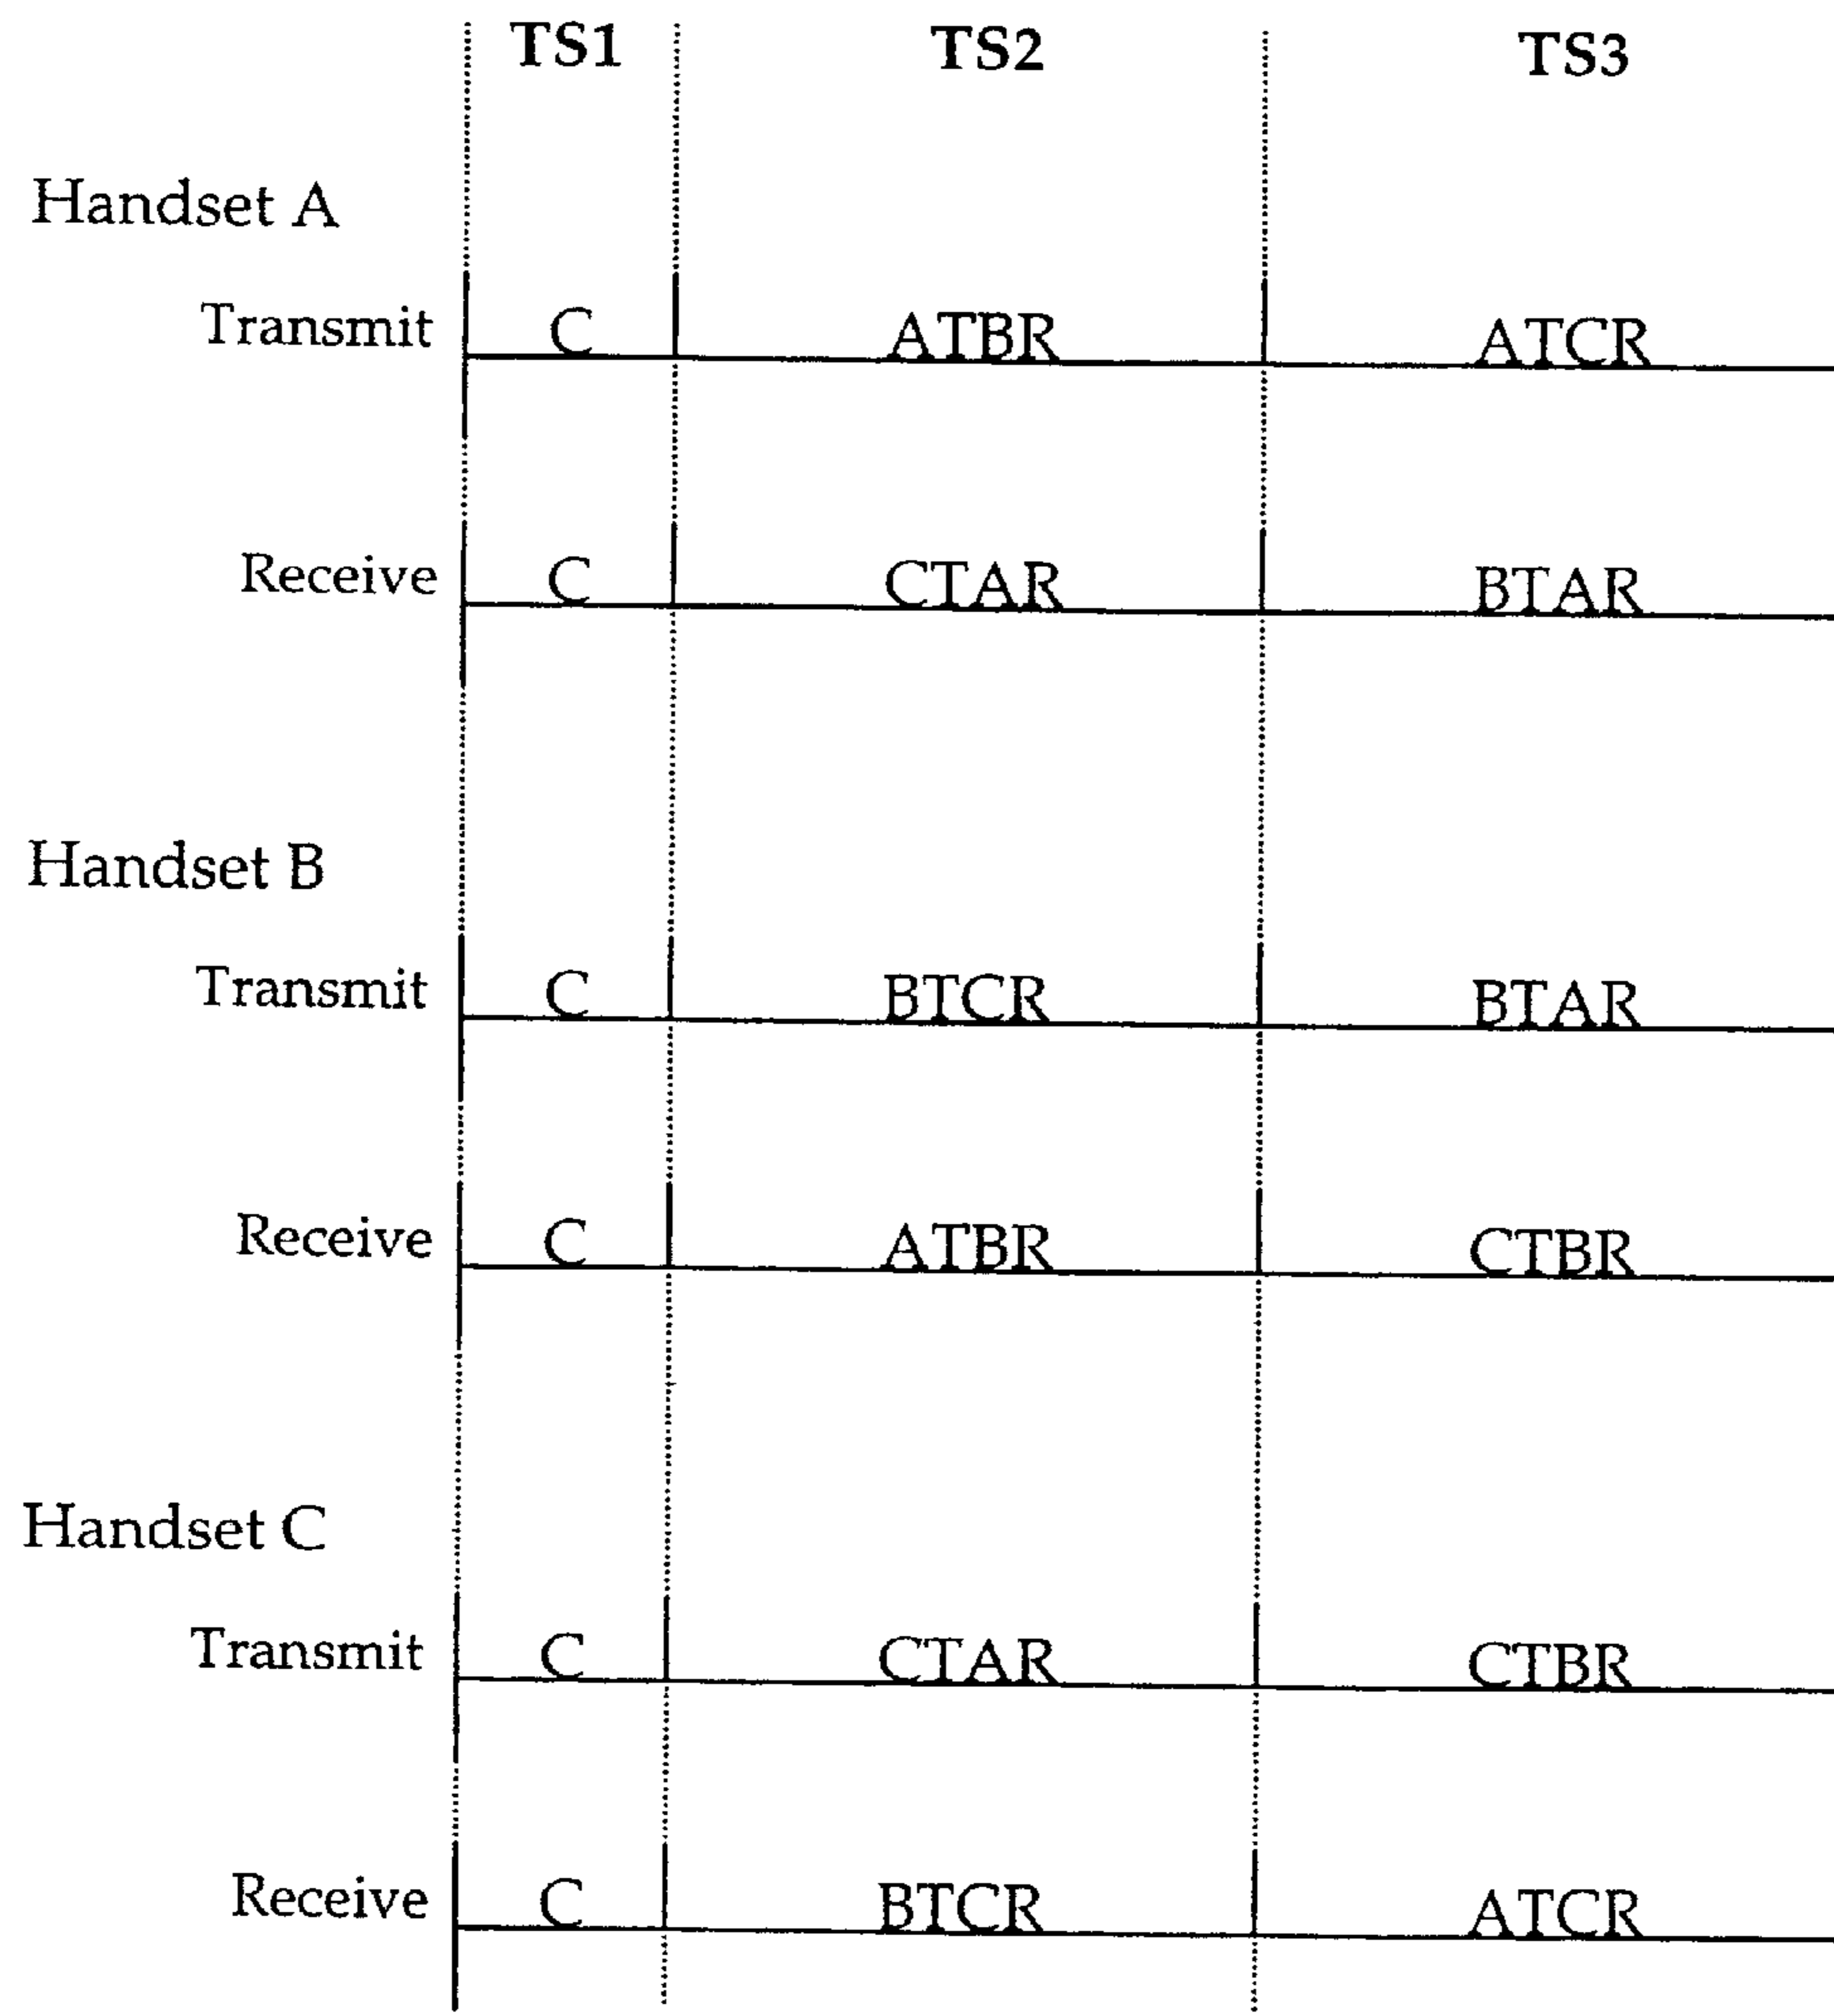 TS1 TS2 TS3
Handset A
Transmit C ATBR ATCR
Receive C CTAR BTAR
Handset B
Transmit C BTCR BTAR
Receive C ATBR CTBR
Handset C
Transmit C CTAR CTBR
Receive C BTCR ATCR